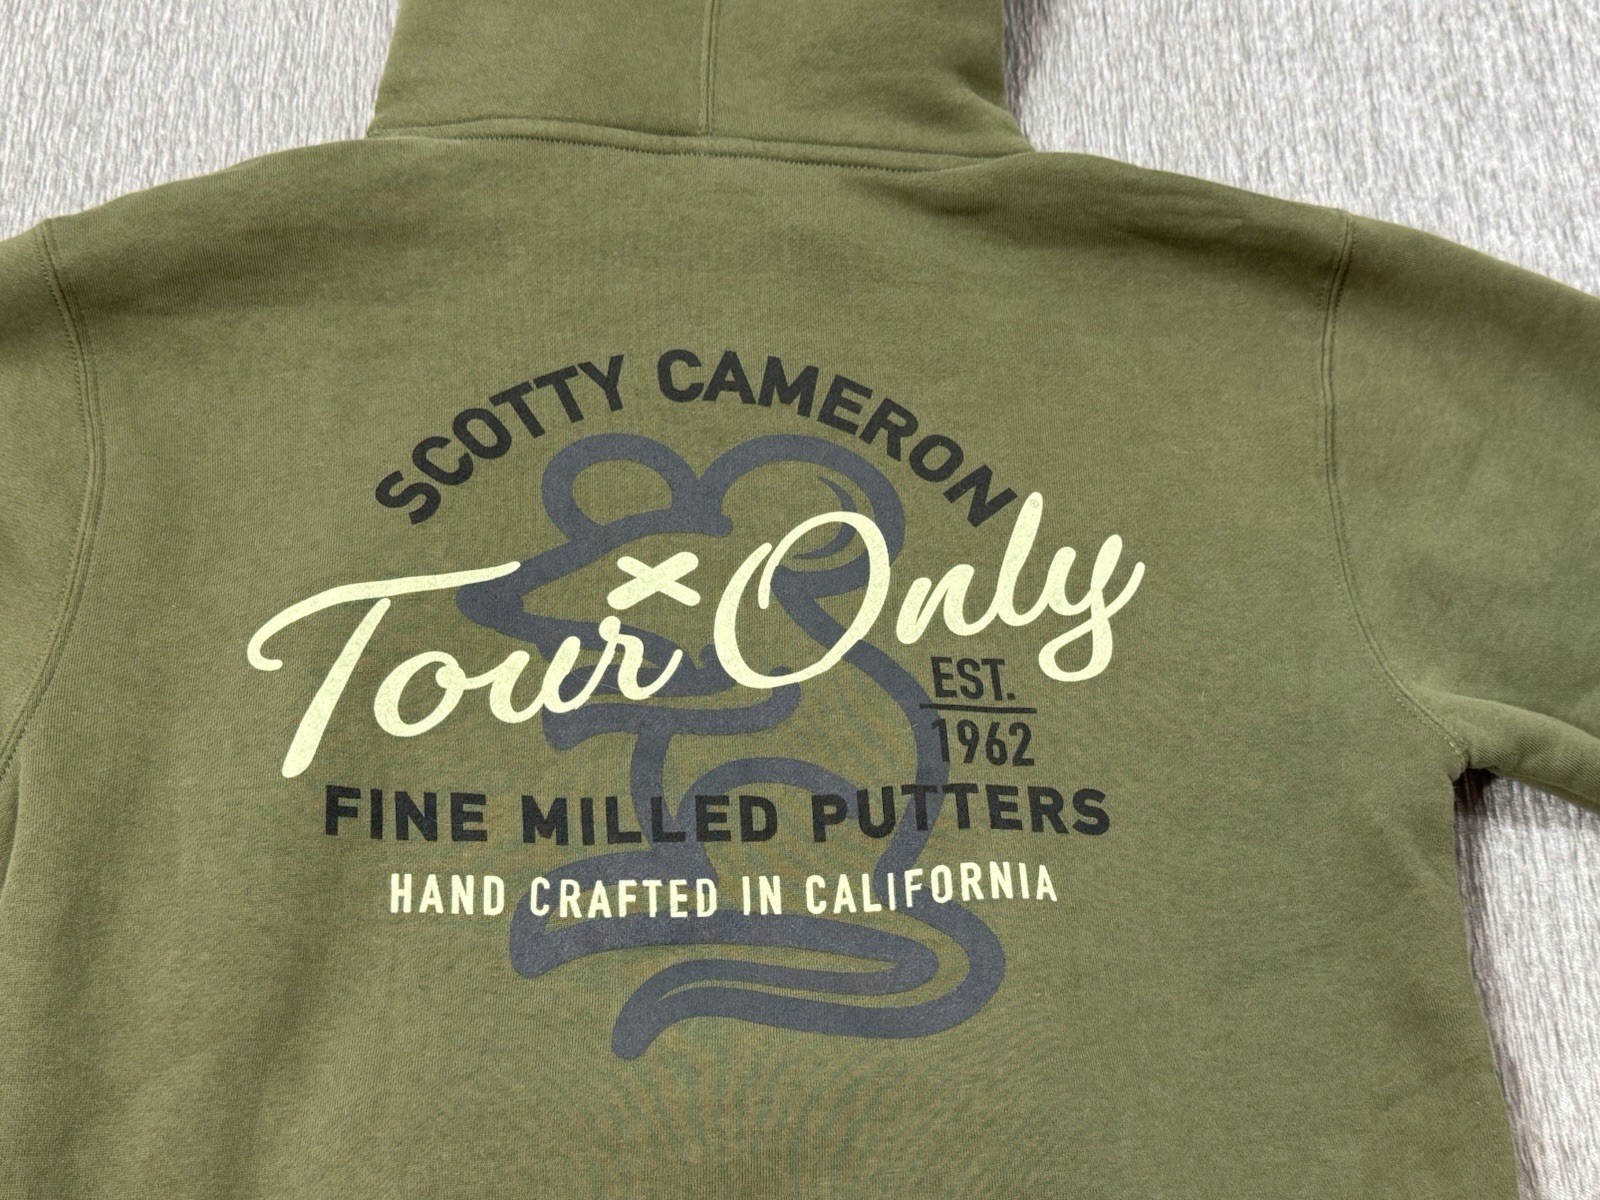 SCOTTY CAMERON
Tour Only
EST.
1962
FINE MILLED PUTTERS
HAND CRAFTED IN CALIFORNIA